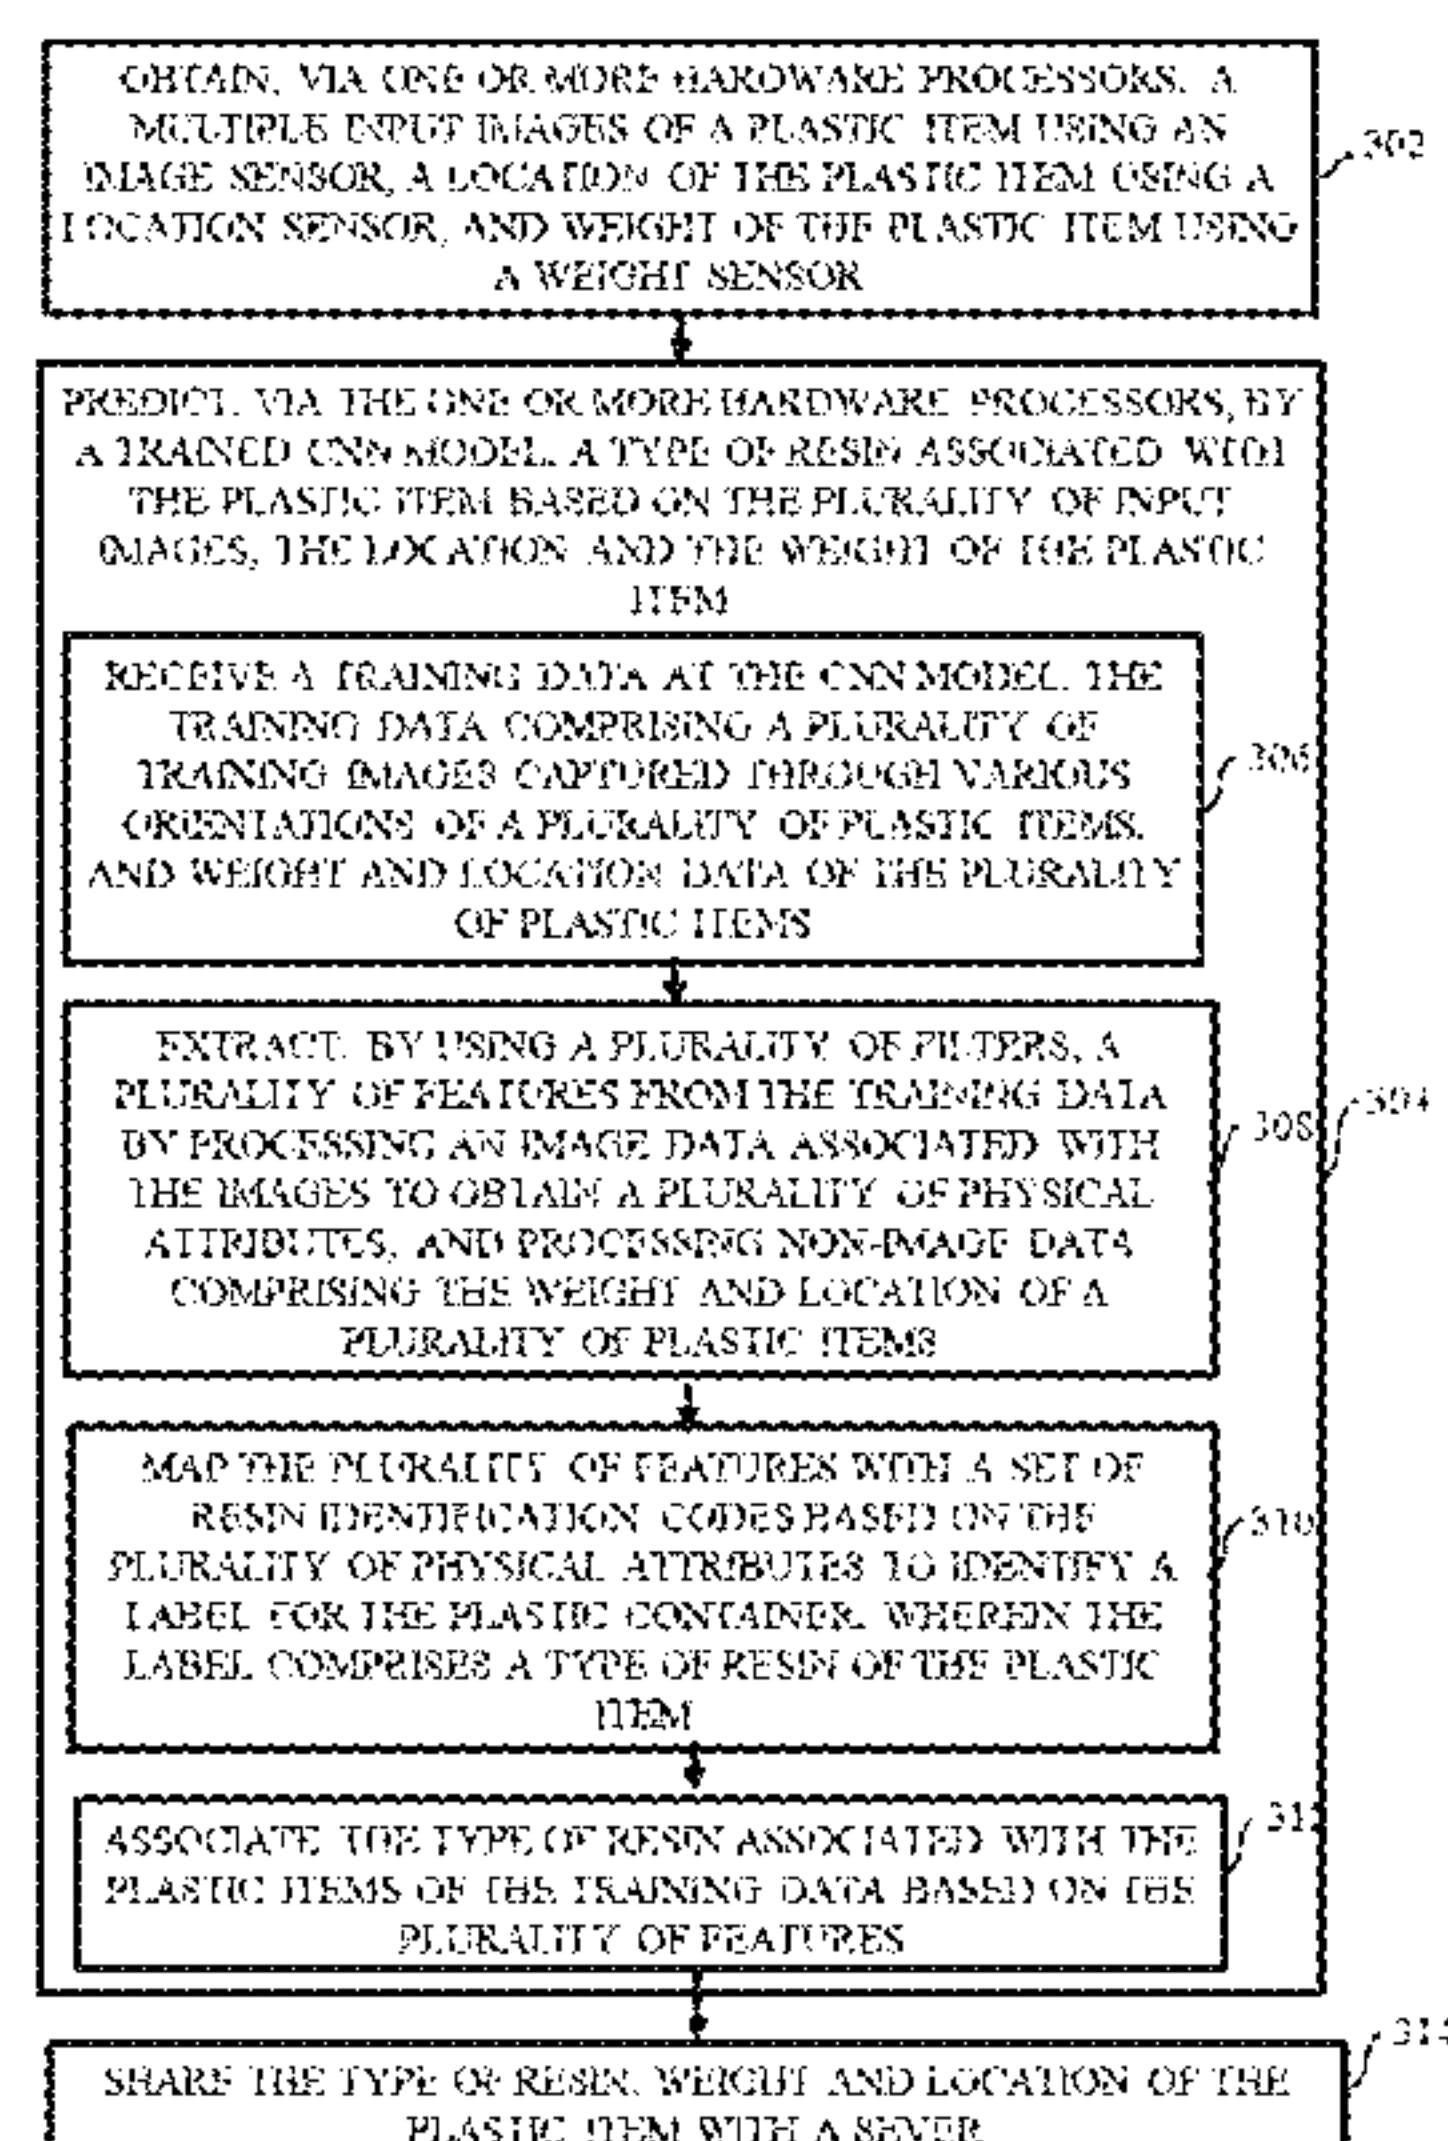 OBTAIN, VIA ONE OR MORE HARDWARE PROCESSORS, A
MULTIPLE INPUT IMAGES OF A PLASTIC ITEM USING AN
IMAGE SENSOR, A LOCATION OF THE PLASTIC ITEM USING A
LOCATION SENSOR, AND WEIGHT OF THE PLASTIC ITEM USING
A WEIGHT SENSOR
302
PREDICT, VIA THE ONE OR MORE HARDWARE PROCESSORS, BY
A TRAINED CNN MODEL, A TYPE OF RESIN ASSOCIATED WITH
THE PLASTIC ITEM BASED ON THE PLURALITY OF INPUT
IMAGES, THE LOCATION AND THE WEIGHT OF THE PLASTIC
ITEM
304
RECEIVE A TRAINING DATA AT THE CNN MODEL, THE
TRAINING DATA COMPRISING A PLURALITY OF
TRAINING IMAGES CAPTURED THROUGH VARIOUS
ORIENTATIONS OF A PLURALITY OF PLASTIC ITEMS,
AND WEIGHT AND LOCATION DATA OF THE PLURALITY
OF PLASTIC ITEMS
306
EXTRACT, BY USING A PLURALITY OF FILTERS, A
PLURALITY OF FEATURES FROM THE TRAINING DATA
BY PROCESSING AN IMAGE DATA ASSOCIATED WITH
THE IMAGES TO OBTAIN A PLURALITY OF PHYSICAL
ATTRIBUTES, AND PROCESSING NON-IMAGE DATA
COMPRISING THE WEIGHT AND LOCATION OF A
PLURALITY OF PLASTIC ITEMS
308
MAP THE PLURALITY OF FEATURES WITH A SET OF
RESIN IDENTIFICATION CODES BASED ON THE
PLURALITY OF PHYSICAL ATTRIBUTES TO IDENTIFY A
LABEL FOR THE PLASTIC CONTAINER, WHEREIN THE
LABEL COMPRISES A TYPE OF RESIN OF THE PLASTIC
ITEM
310
ASSOCIATE THE TYPE OF RESIN ASSOCIATED WITH THE
PLASTIC ITEMS OF THE TRAINING DATA BASED ON THE
PLURALITY OF FEATURES
SHARE THE TYPE OF RESIN, WEIGHT AND LOCATION OF THE
PLASTIC ITEM WITH A SEVER